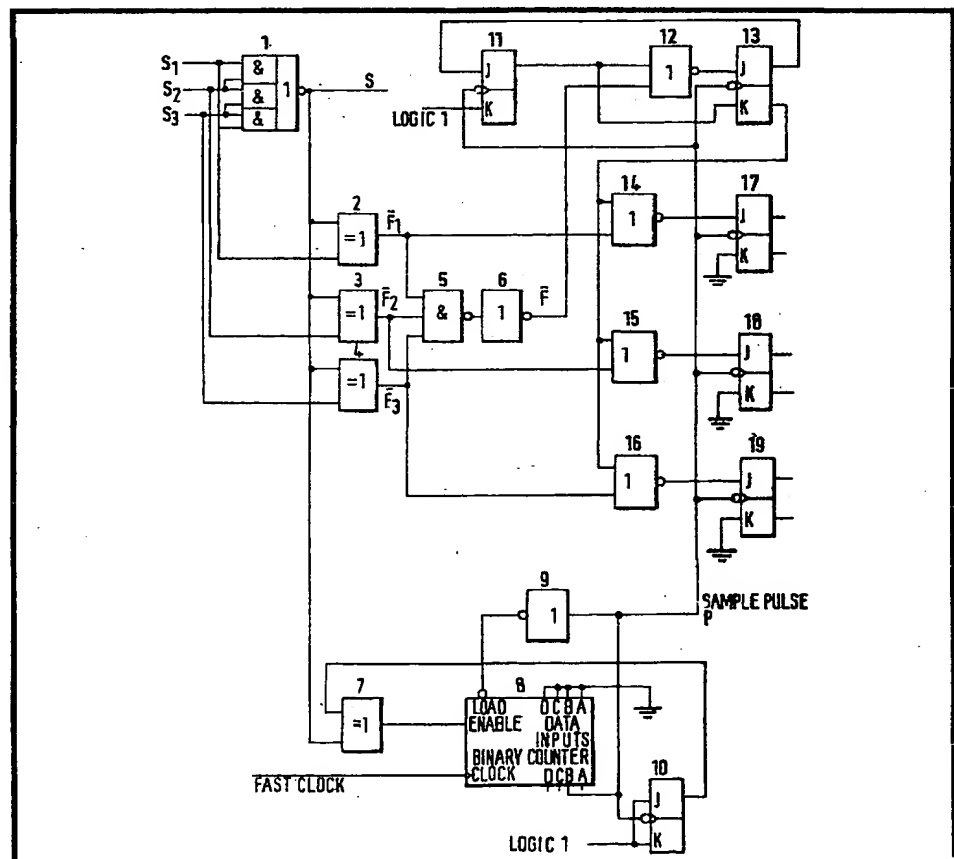 1
S1
S2
S3
&
&
&
1
S
11
J
K
LOGIC 1
12
1
13
J
K
2
=1
F̅1
3
=1
F̅2
4
=1
F̅3
5
&
6
1
F̅
14
1
17
J
K
15
1
18
J
K
16
1
19
J
K
9
1
SAMPLE PULSE
P
7
=1
8
LOAD D C B A
ENABLE DATA
INPUTS
BINARY COUNTER
CLOCK D C B A
FAST CLOCK
10
J
K
LOGIC 1